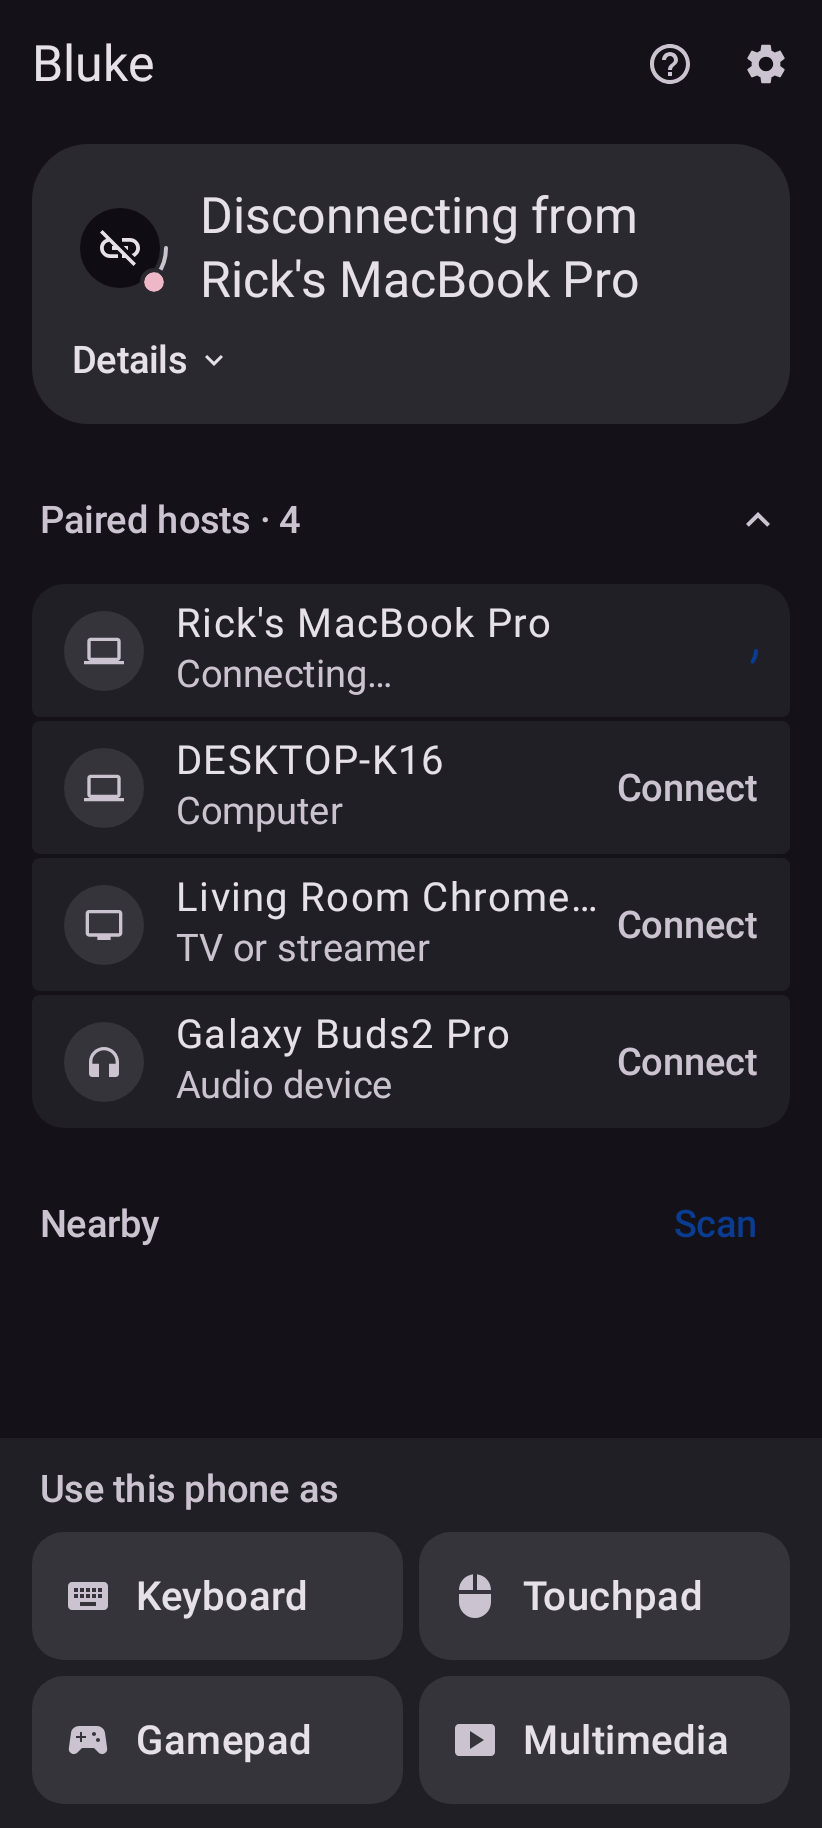 Bluke
Disconnecting from
Rick's MacBook Pro
Details
Paired hosts · 4
Rick's MacBook Pro
Connecting…
DESKTOP-K16
Computer
Connect
Living Room Chrome…
TV or streamer
Connect
Galaxy Buds2 Pro
Audio device
Connect
Nearby
Scan
Use this phone as
Keyboard
Touchpad
Gamepad
Multimedia